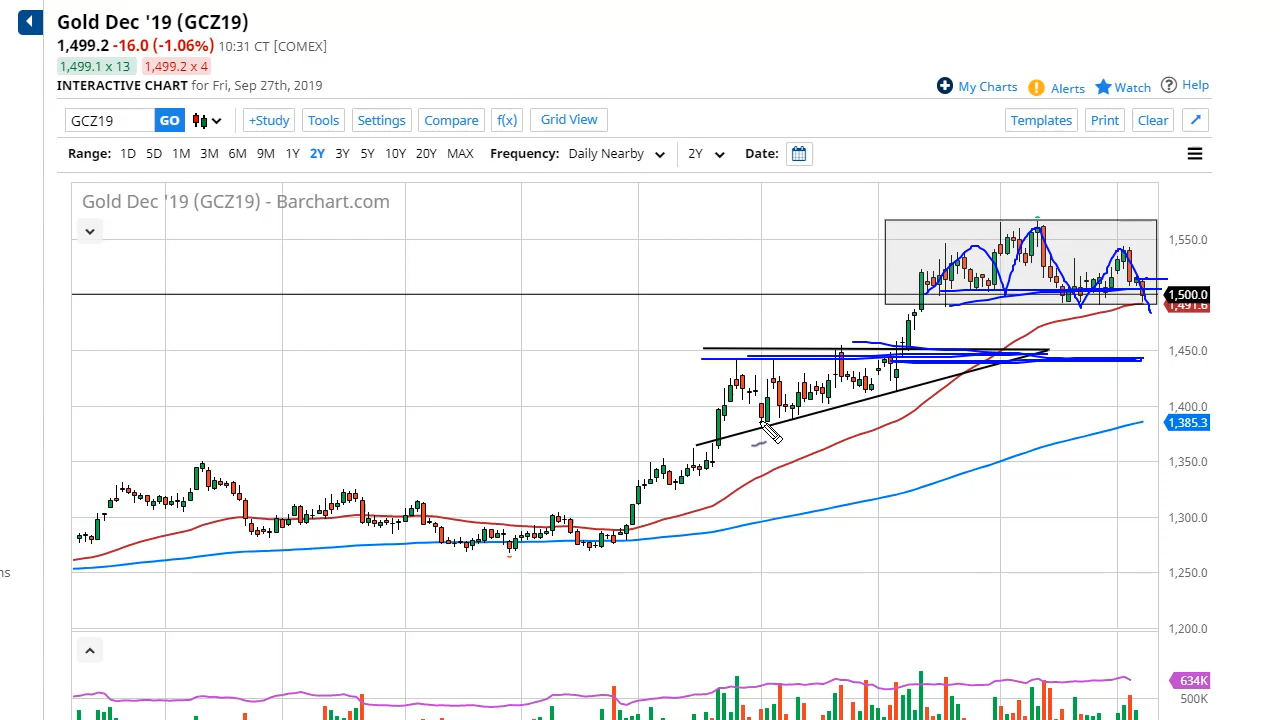 Gold Dec '19 (GCZ19)
1,499.2 -16.0 (-1.06%) 10:31 CT [COMEX]
1,499.1 x 13 1,499.2 x 4
INTERACTIVE CHART for Fri, Sep 27th, 2019
My Charts Alerts Watch Help
GCZ19 GO +Study Tools Settings Compare f(x) Grid View Templates Print Clear
Range: 1D 5D 1M 3M 6M 9M 1Y 2Y 3Y 5Y 10Y 20Y MAX Frequency: Daily Nearby 2Y Date:
Gold Dec '19 (GCZ19) - Barchart.com
1,550.0
1,500.0
1,491.6
1,450.0
1,400.0
1,385.3
1,350.0
1,300.0
1,250.0
ns
1,200.0
634K
500K